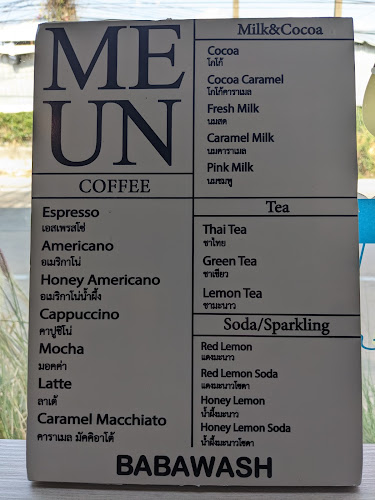 ME
UN
COFFEE
Espresso
เอสเพรสโซ่
Americano
อเมริกาโน่
Honey Americano
อเมริกาโน่น้ำผึ้ง
Cappuccino
คาปูชิโน่
Mocha
มอคค่า
Latte
ลาเต้
Caramel Macchiato
คาราเมล มัคคิอาโต้
Milk&Cocoa
Cocoa
โกโก้
Cocoa Caramel
โกโก้คาราเมล
Fresh Milk
นมสด
Caramel Milk
นมคาราเมล
Pink Milk
นมชมพู
Tea
Thai Tea
ชาไทย
Green Tea
ชาเขียว
Lemon Tea
ชามะนาว
Soda/Sparkling
Red Lemon
แดงมะนาว
Red Lemon Soda
แดงมะนาวโซดา
Honey Lemon
น้ำผึ้งมะนาว
Honey Lemon Soda
น้ำผึ้งมะนาวโซดา
BABAWASH